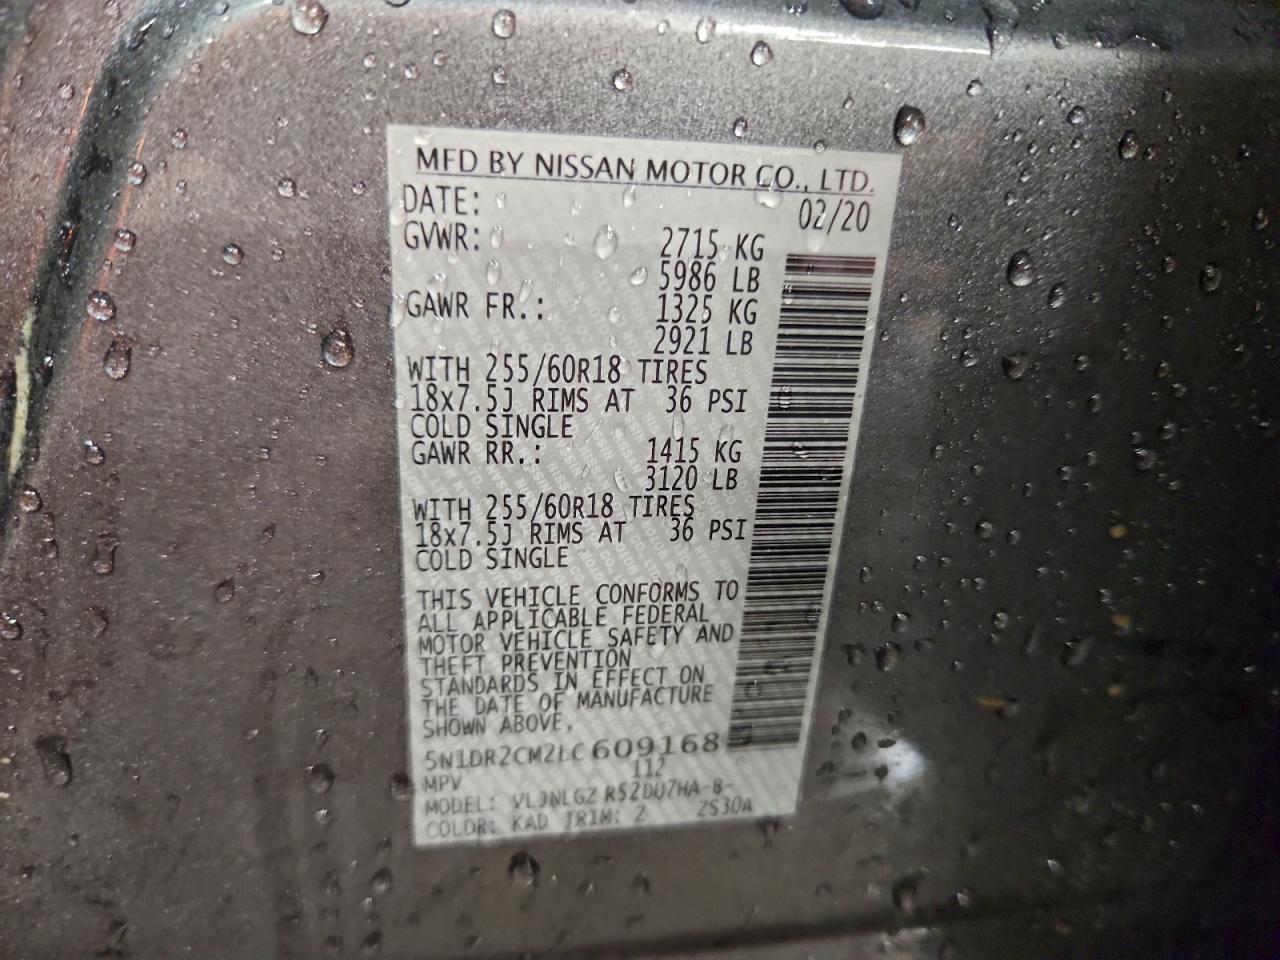 MFD BY NISSAN MOTOR CO., LTD.
DATE: 02/20
GVWR: 2715 KG
5986 LB
GAWR FR.: 1325 KG
2921 LB
WITH 255/60R18 TIRES
18x7.5J RIMS AT 36 PSI
COLD SINGLE
GAWR RR.: 1415 KG
3120 LB
WITH 255/60R18 TIRES
18x7.5J RIMS AT 36 PSI
COLD SINGLE
THIS VEHICLE CONFORMS TO
ALL APPLICABLE FEDERAL
MOTOR VEHICLE SAFETY AND
THEFT PREVENTION
STANDARDS IN EFFECT ON
THE DATE OF MANUFACTURE
SHOWN ABOVE.
5N1DR2CM2LC609168
MPV 112
MODEL: VLJNLGZ R52DU7HA-B-
ZS30A
COLOR: KAD TRIM: Z